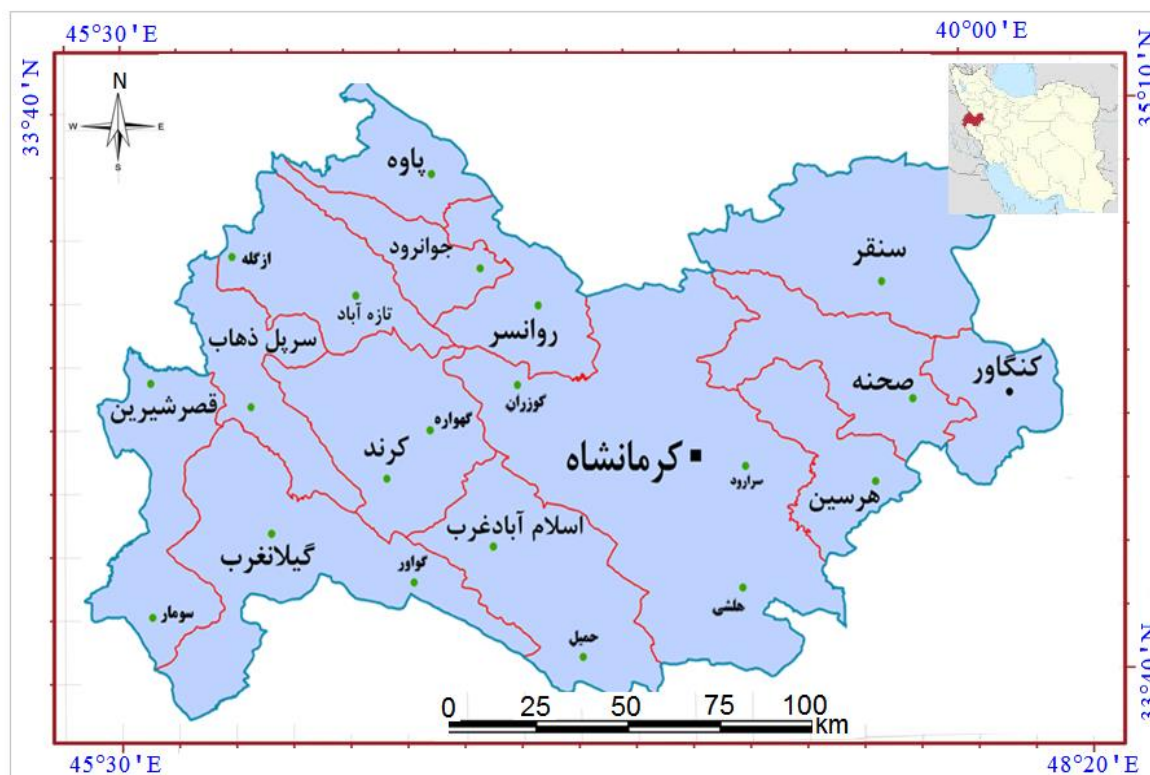 45°30'E
40°00'E
33°40'N
35°10'N
N
W
E
S
پاوه
جوانرود
سنقر
ازگله
تازه آباد
روانسر
سرپل ذهاب
کنگاور
صحنه
قصرشیرین
کوزران
گهواره
کرند
کرمانشاه
سرارود
هرسین
اسلام آبادغرب
گیلانغرب
گواور
هلشی
سومار
حمیل
0 25 50 75 100
km
33°40'N
45°30'E
48°20'E